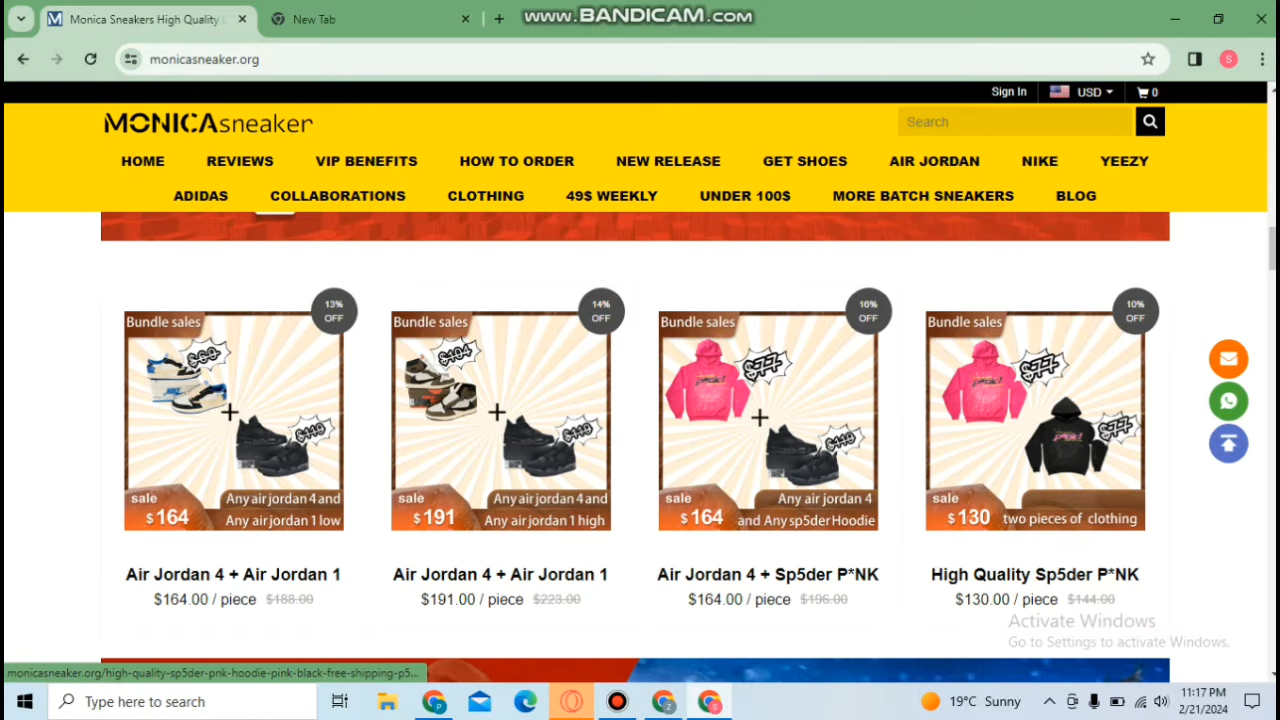 Monica Sneakers High Quality
New Tab
www.BANDICAM.com
monicasneaker.org
S
Sign In
USD
0
MONICAsneaker
Search
HOME REVIEWS VIP BENEFITS HOW TO ORDER NEW RELEASE GET SHOES AIR JORDAN NIKE YEEZY
ADIDAS COLLABORATIONS CLOTHING 49$ WEEKLY UNDER 100$ MORE BATCH SNEAKERS BLOG
13%
OFF
Bundle sales
$69
$119
sale
$164
Any air jordan 4 and
Any air jordan 1 low
Air Jordan 4 + Air Jordan 1
$164.00 / piece $188.00
14%
OFF
Bundle sales
$104
$119
sale
$191
Any air jordan 4 and
Any air jordan 1 high
Air Jordan 4 + Air Jordan 1
$191.00 / piece $223.00
16%
OFF
Bundle sales
$77
$119
sale
$164
Any air jordan 4
and Any sp5der Hoodie
Air Jordan 4 + Sp5der P*NK
$164.00 / piece $196.00
10%
OFF
Bundle sales
$77
$77
sale
$130
two pieces of clothing
High Quality Sp5der P*NK
$130.00 / piece $144.00
Activate Windows
Go to Settings to activate Windows.
monicasneaker.org/high-quality-sp5der-pnk-hoodie-pink-black-free-shipping-p5...
Type here to search
P
Z
S
19°C Sunny
11:17 PM
2/21/2024